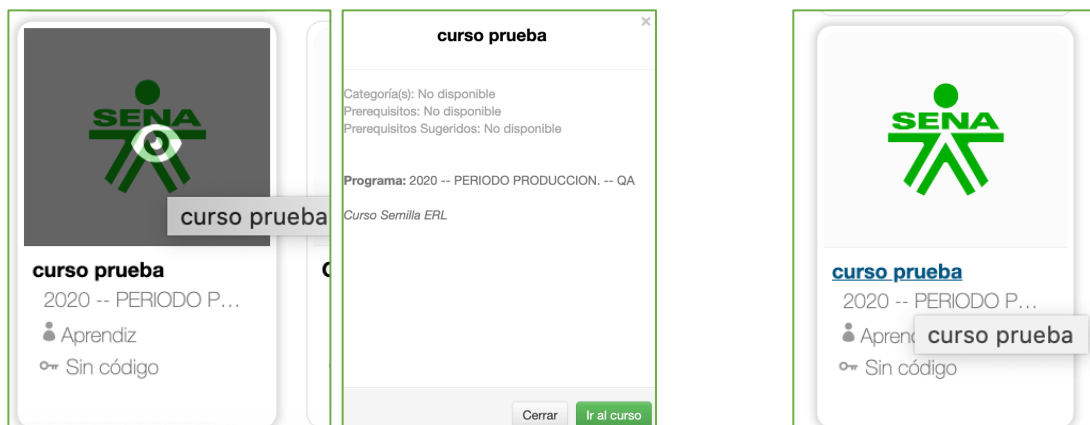 SENA
curso prueba
curso prueba
2020 -- PERIODO P...
Aprendiz
Sin código
×
curso prueba
Categoría(s): No disponible
Prerequisitos: No disponible
Prerequisitos Sugeridos: No disponible
Programa: 2020 -- PERIODO PRODUCCION. -- QA
Curso Semilla ERL
Cerrar
Ir al curso
SENA
curso prueba
2020 -- PERIODO P...
curso prueba
Sin código